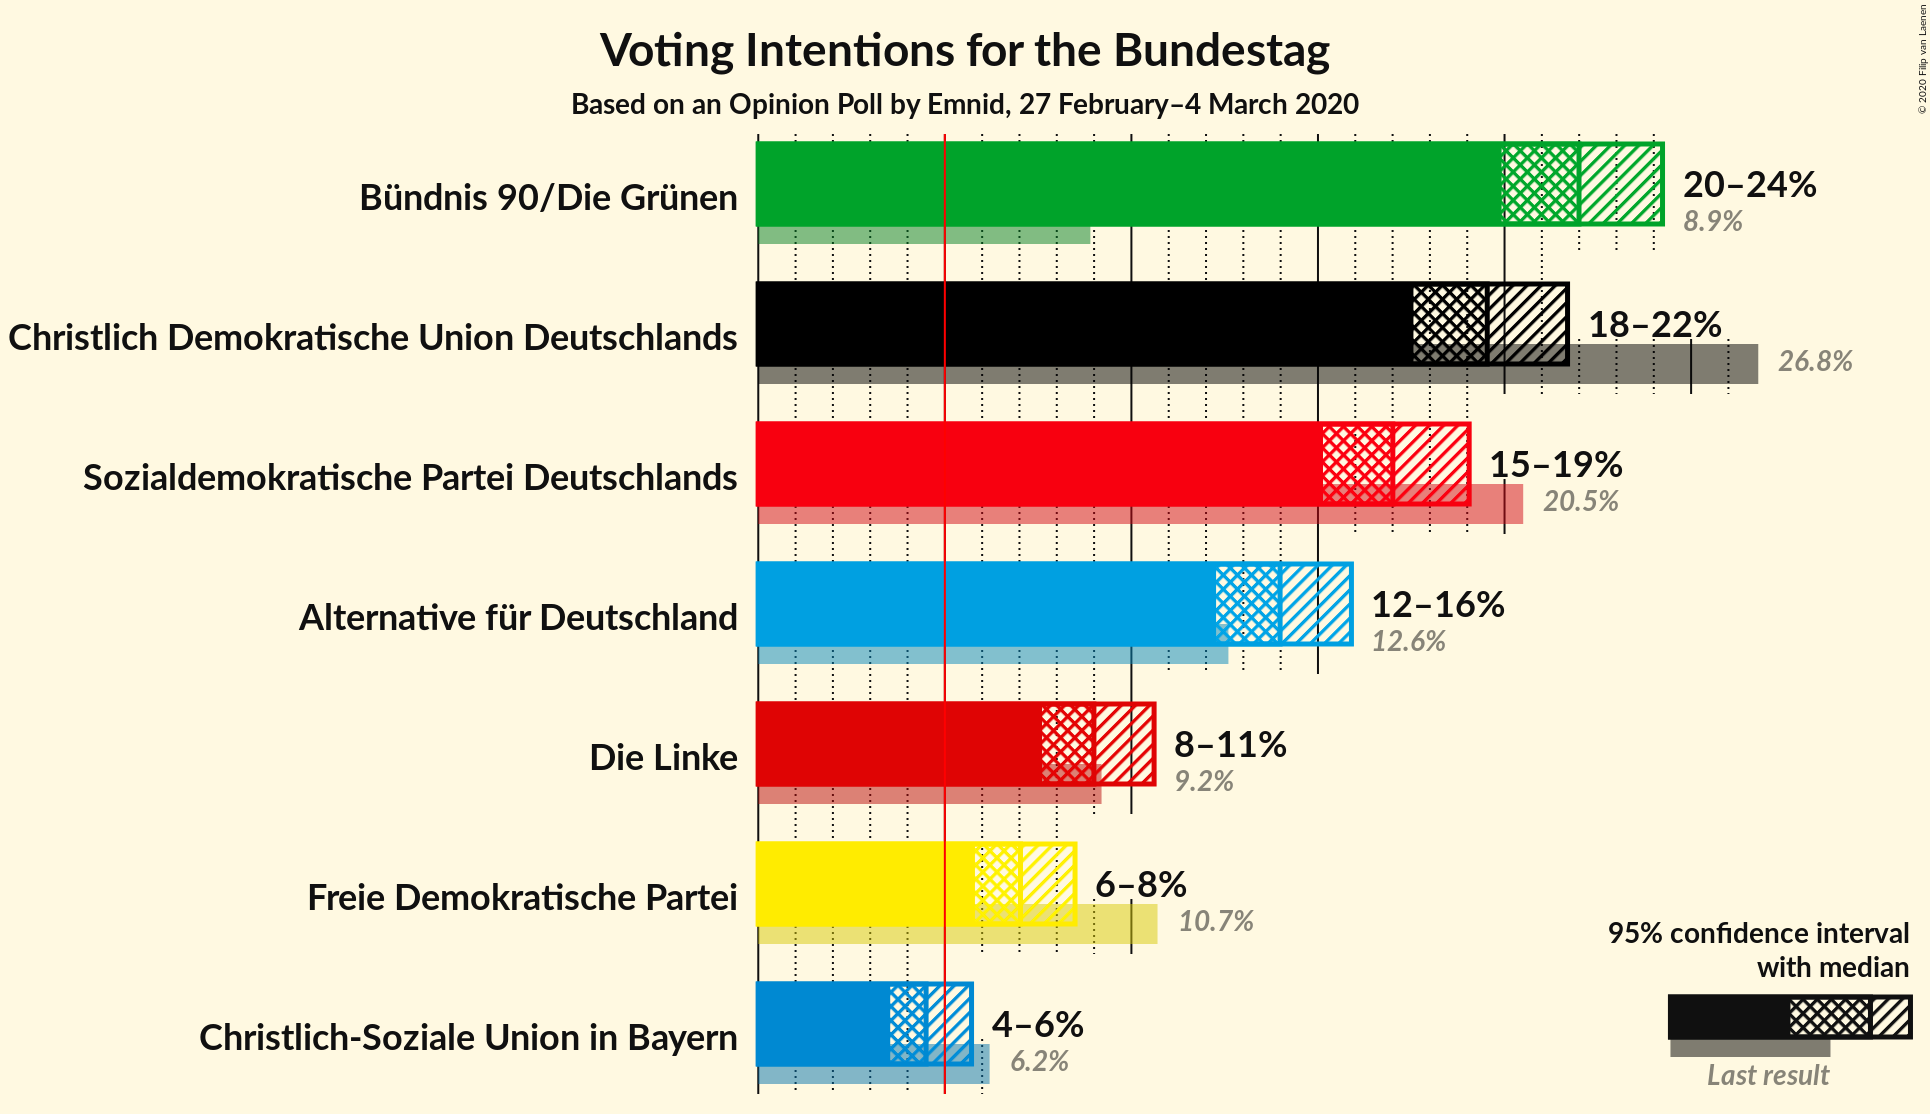 Voting Intentions for the Bundestag
Based on an Opinion Poll by Emnid, 27 February–4 March 2020
© 2020 Filip van Laenen
Bündnis 90/Die Grünen
20–24%
8.9%
Christlich Demokratische Union Deutschlands
18–22%
26.8%
Sozialdemokratische Partei Deutschlands
15–19%
20.5%
Alternative für Deutschland
12–16%
12.6%
Die Linke
8–11%
9.2%
Freie Demokratische Partei
6–8%
10.7%
Christlich-Soziale Union in Bayern
4–6%
6.2%
95% confidence interval
with median
Last result